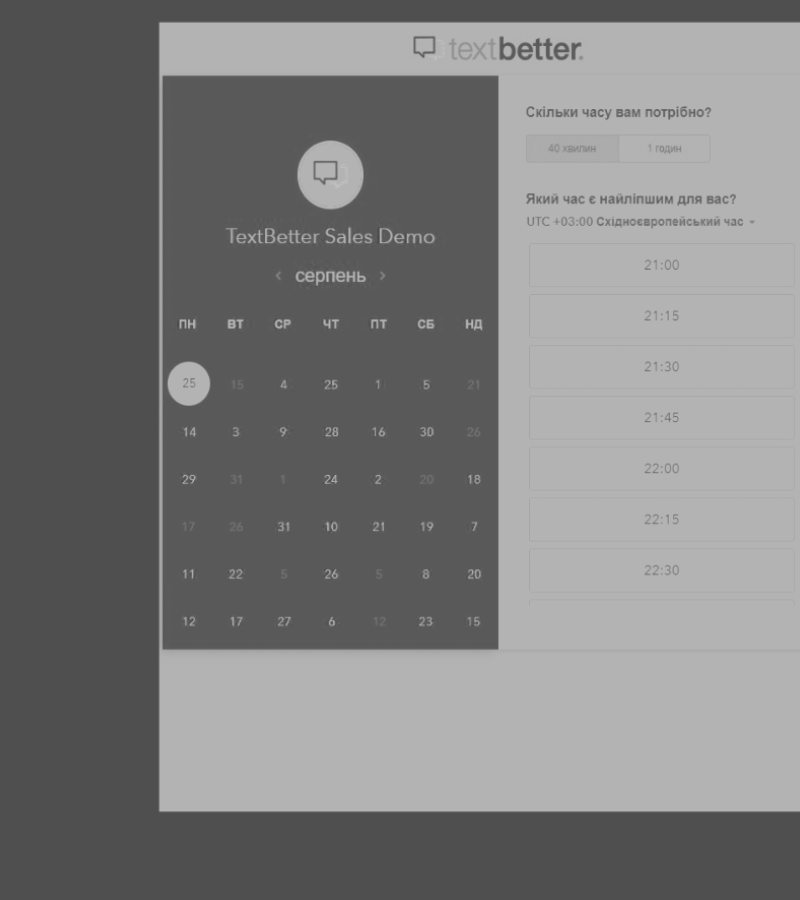 textbetter.
TextBetter Sales Demo
‹ серпень ›
ПН ВТ СР ЧТ ПТ СБ НД
25 15 4 25 1 5 21
14 3 9 28 16 30 26
29 31 1 24 2 20 18
17 26 31 10 21 19 7
11 22 5 26 5 8 20
12 17 27 6 12 23 15
Скільки часу вам потрібно?
40 хвилин 1 годин
Який час є найліпшим для вас?
UTC +03:00 Східноєвропейський час
21:00
21:15
21:30
21:45
22:00
22:15
22:30